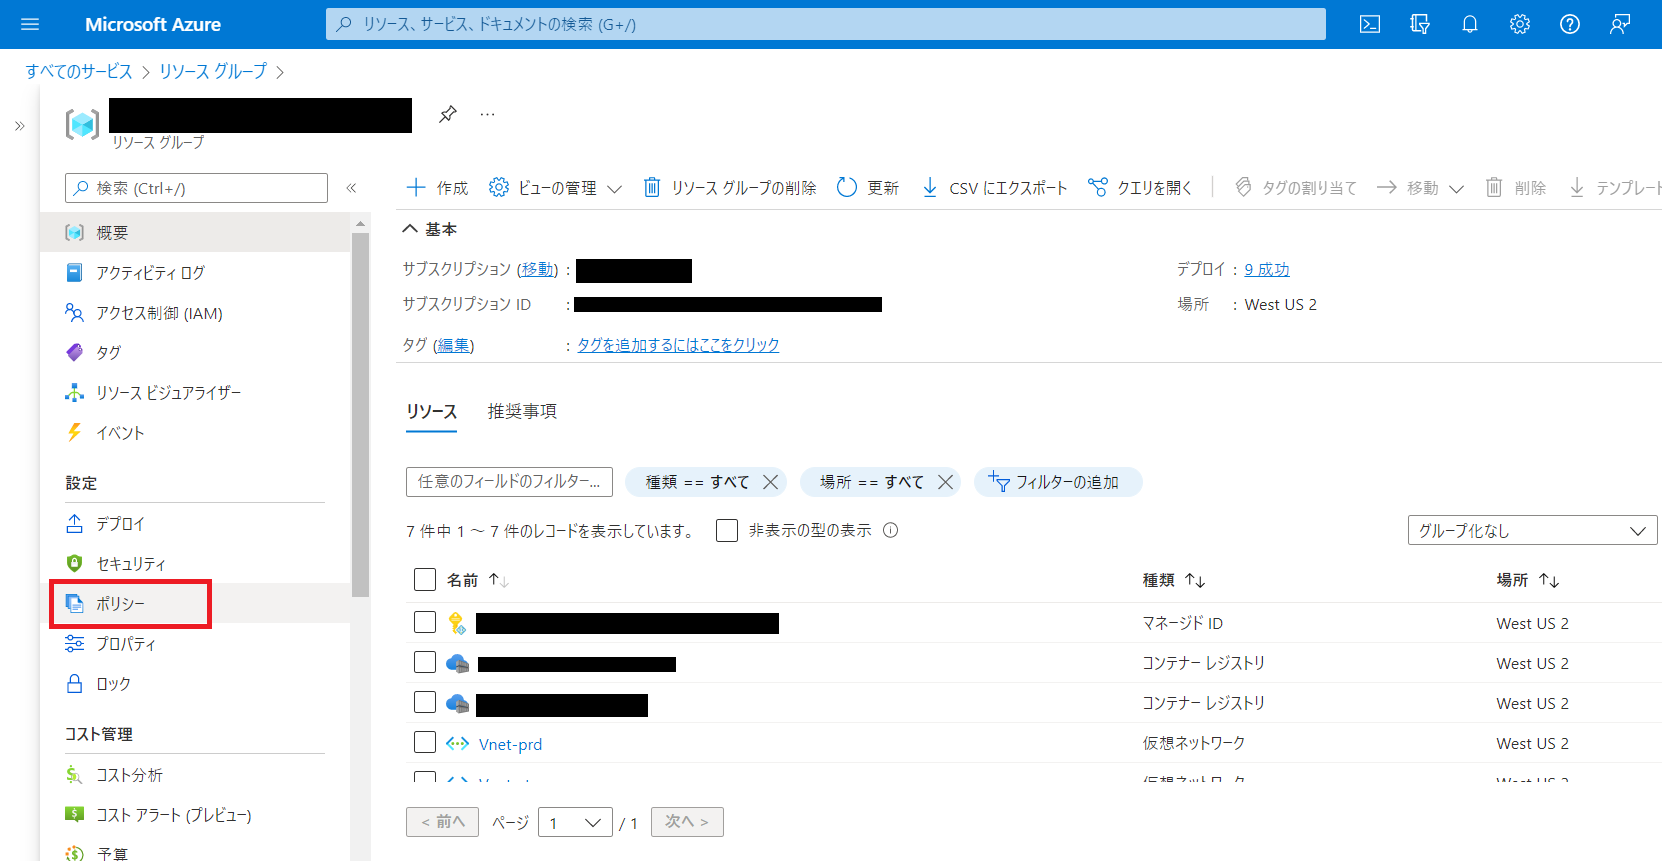 Microsoft Azure
リソース、サービス、ドキュメントの検索 (G+/)
すべてのサービス > リソース グループ >
リソース グループ
検索 (Ctrl+/)
概要
アクティビティ ログ
アクセス制御 (IAM)
タグ
リソース ビジュアライザー
イベント
設定
デプロイ
セキュリティ
ポリシー
プロパティ
ロック
コスト管理
コスト分析
コスト アラート (プレビュー)
予算
作成 ビューの管理 リソース グループの削除 更新 CSV にエクスポート クエリを開く タグの割り当て 移動 削除 テンプレート
基本
サブスクリプション (移動) :
デプロイ : 9 成功
サブスクリプション ID :
場所 : West US 2
タグ (編集) : タグを追加するにはここをクリック
リソース 推奨事項
任意のフィールドのフィルター... 種類 == すべて 場所 == すべて フィルターの追加
7 件中 1 ～ 7 件のレコードを表示しています。 非表示の型の表示 グループ化なし
名前 種類 場所
マネージド ID West US 2
コンテナー レジストリ West US 2
コンテナー レジストリ West US 2
Vnet-prd 仮想ネットワーク West US 2
仮想ネットワーク West US 2
< 前へ ページ 1 / 1 次へ >